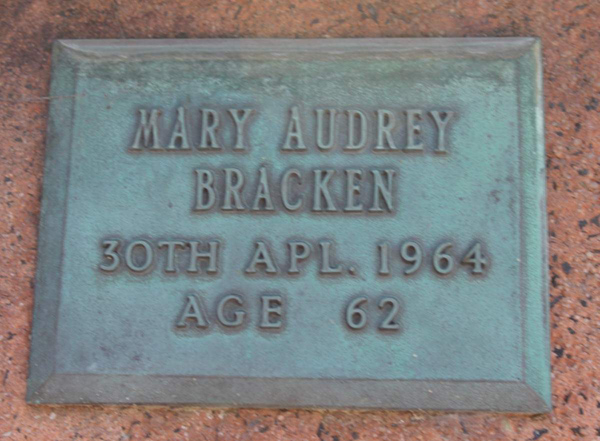 MARY AUDREY
BRACKEN
30TH APL. 1964
AGE 62